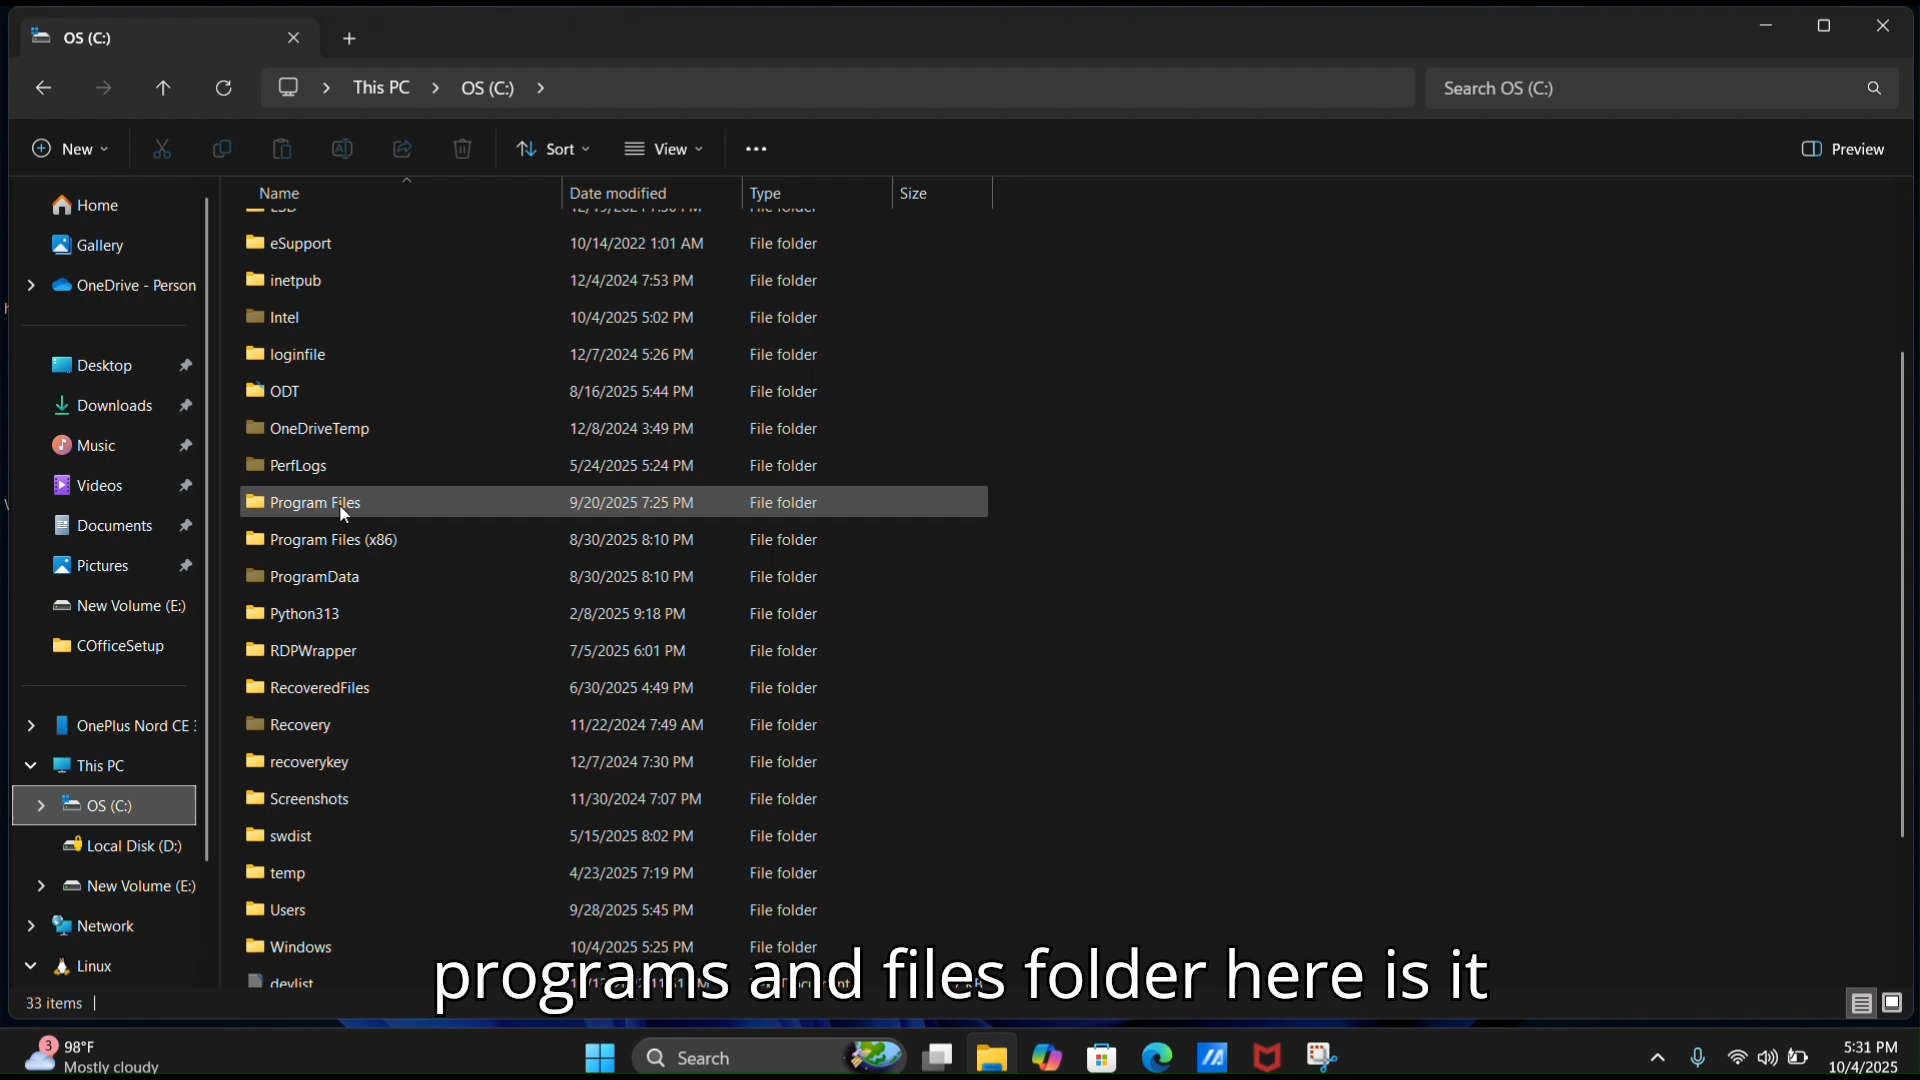 OS (C:)
This PC > OS (C:) >
Search OS (C:)
New
Sort
View
Preview
Name Date modified Type Size
eSupport 10/14/2022 1:01 AM File folder
inetpub 12/4/2024 7:53 PM File folder
Intel 10/4/2025 5:02 PM File folder
loginfile 12/7/2024 5:26 PM File folder
ODT 8/16/2025 5:44 PM File folder
OneDriveTemp 12/8/2024 3:49 PM File folder
PerfLogs 5/24/2025 5:24 PM File folder
Program Files 9/20/2025 7:25 PM File folder
Program Files (x86) 8/30/2025 8:10 PM File folder
ProgramData 8/30/2025 8:10 PM File folder
Python313 2/8/2025 9:18 PM File folder
RDPWrapper 7/5/2025 6:01 PM File folder
RecoveredFiles 6/30/2025 4:49 PM File folder
Recovery 11/22/2024 7:49 AM File folder
recoverykey 12/7/2024 7:30 PM File folder
Screenshots 11/30/2024 7:07 PM File folder
swdist 5/15/2025 8:02 PM File folder
temp 4/23/2025 7:19 PM File folder
Users 9/28/2025 5:45 PM File folder
Windows 10/4/2025 5:25 PM File folder
devlist
Home
Gallery
OneDrive - Person
Desktop
Downloads
Music
Videos
Documents
Pictures
New Volume (E:)
COfficeSetup
OnePlus Nord CE
This PC
OS (C:)
Local Disk (D:)
New Volume (E:)
Network
Linux
programs and files folder here is it
33 items
3
98°F
Mostly cloudy
Search
5:31 PM
10/4/2025